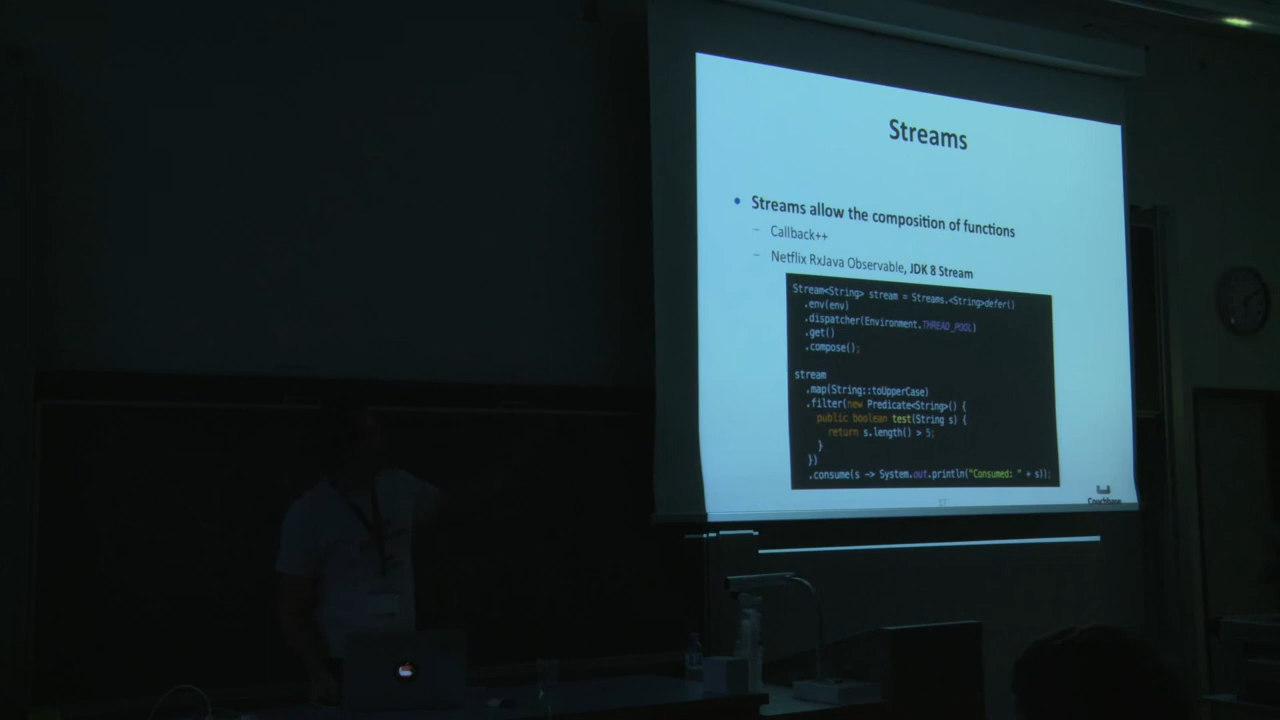 Streams
• Streams allow the composition of functions
– Callback++
– Netflix RxJava Observable, JDK 8 Stream
Stream<String> stream = Streams.<String>defer()
.env(env)
.dispatcher(Environment.THREAD_POOL)
.get()
.compose();
stream
.map(String::toUpperCase)
.filter(new Predicate<String>() {
public boolean test(String s) {
return s.length() > 5;
}
})
.consume(s -> System.out.println("Consumed: " + s));
Couchbase